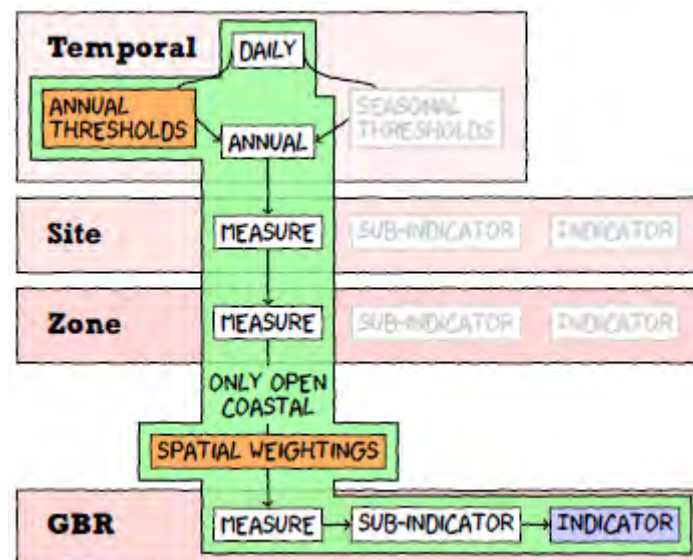 Temporal
DAILY
ANNUAL
THRESHOLDS
SEASONAL
THRESHOLDS
ANNUAL
Site
MEASURE
SUB-INDICATOR
INDICATOR
Zone
MEASURE
SUB-INDICATOR
INDICATOR
ONLY OPEN
COASTAL
SPATIAL WEIGHTINGS
GBR
MEASURE
SUB-INDICATOR
INDICATOR